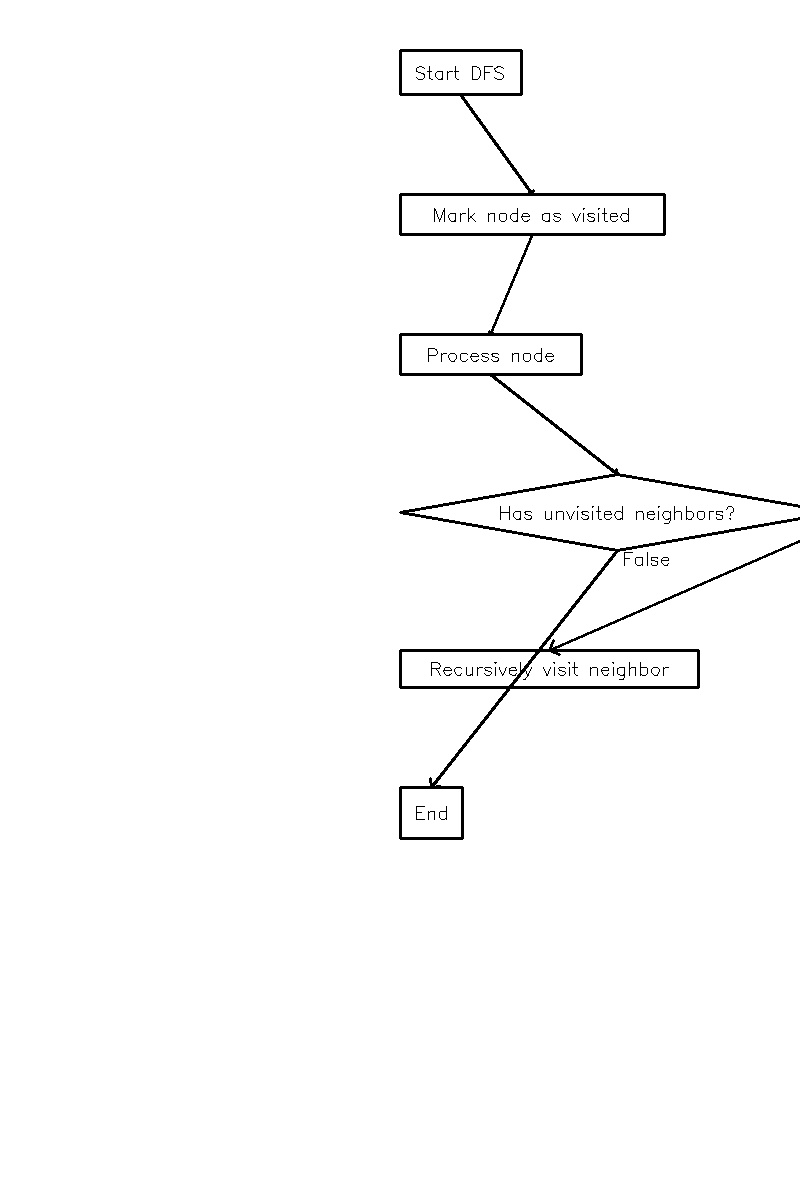 Start DFS
Mark node as visited
Process node
Has unvisited neighbors?
False
Recursively visit neighbor
End